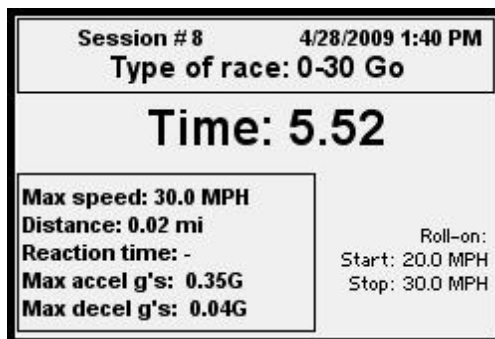 Session # 8 4/28/2009 1:40 PM
Type of race: 0-30 Go
Time: 5.52
Max speed: 30.0 MPH
Distance: 0.02 mi
Reaction time: -
Max accel g's: 0.35G
Max decel g's: 0.04G
Roll-on:
Start: 20.0 MPH
Stop: 30.0 MPH